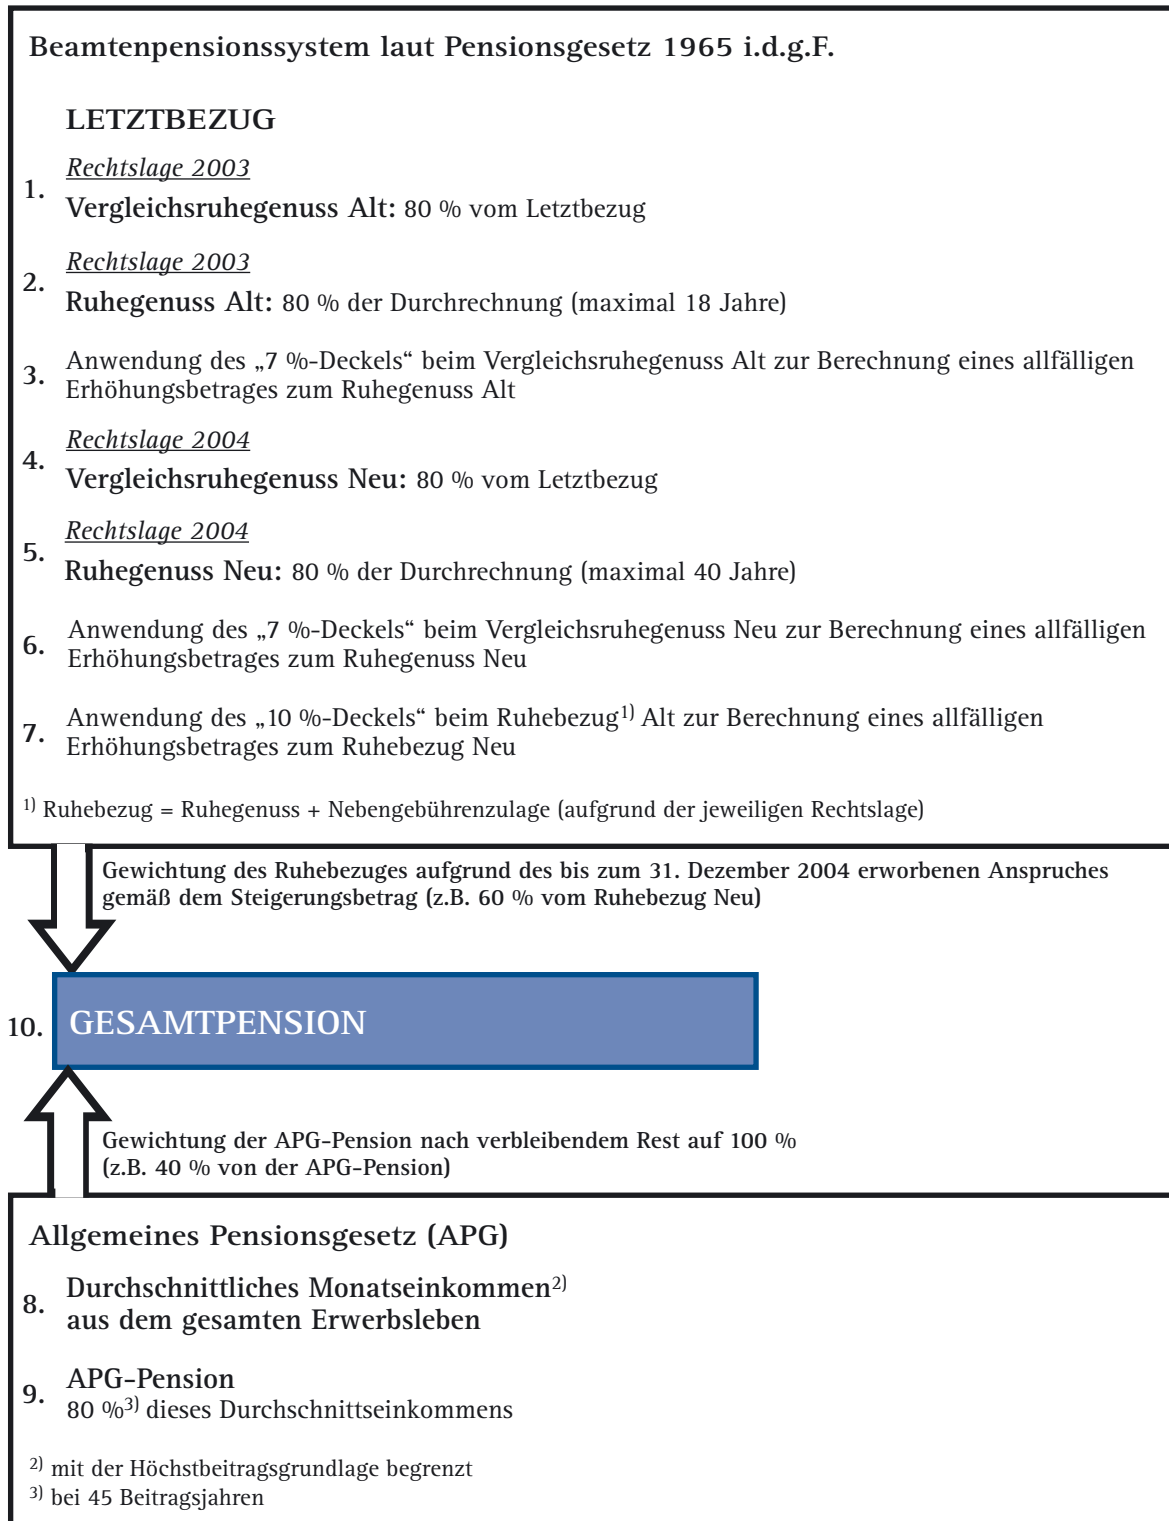 Beamtenpensionssystem laut Pensionsgesetz 1965 i.d.g.F.
LETZTBEZUG
1. Rechtslage 2003
Vergleichsruhegenuss Alt: 80 % vom Letztbezug
2. Rechtslage 2003
Ruhegenuss Alt: 80 % der Durchrechnung (maximal 18 Jahre)
3. Anwendung des „7 %-Deckels“ beim Vergleichsruhegenuss Alt zur Berechnung eines allfälligen
Erhöhungsbetrages zum Ruhegenuss Alt
4. Rechtslage 2004
Vergleichsruhegenuss Neu: 80 % vom Letztbezug
5. Rechtslage 2004
Ruhegenuss Neu: 80 % der Durchrechnung (maximal 40 Jahre)
6. Anwendung des „7 %-Deckels“ beim Vergleichsruhegenuss Neu zur Berechnung eines allfälligen
Erhöhungsbetrages zum Ruhegenuss Neu
7. Anwendung des „10 %-Deckels“ beim Ruhebezug1) Alt zur Berechnung eines allfälligen
Erhöhungsbetrages zum Ruhebezug Neu
1) Ruhebezug = Ruhegenuss + Nebengebührenzulage (aufgrund der jeweiligen Rechtslage)
Gewichtung des Ruhebezuges aufgrund des bis zum 31. Dezember 2004 erworbenen Anspruches
gemäß dem Steigerungsbetrag (z.B. 60 % vom Ruhebezug Neu)
10. GESAMTPENSION
Gewichtung der APG-Pension nach verbleibendem Rest auf 100 %
(z.B. 40 % von der APG-Pension)
Allgemeines Pensionsgesetz (APG)
8. Durchschnittliches Monatseinkommen2)
aus dem gesamten Erwerbsleben
9. APG-Pension
80 %3) dieses Durchschnittseinkommens
2) mit der Höchstbeitragsgrundlage begrenzt
3) bei 45 Beitragsjahren